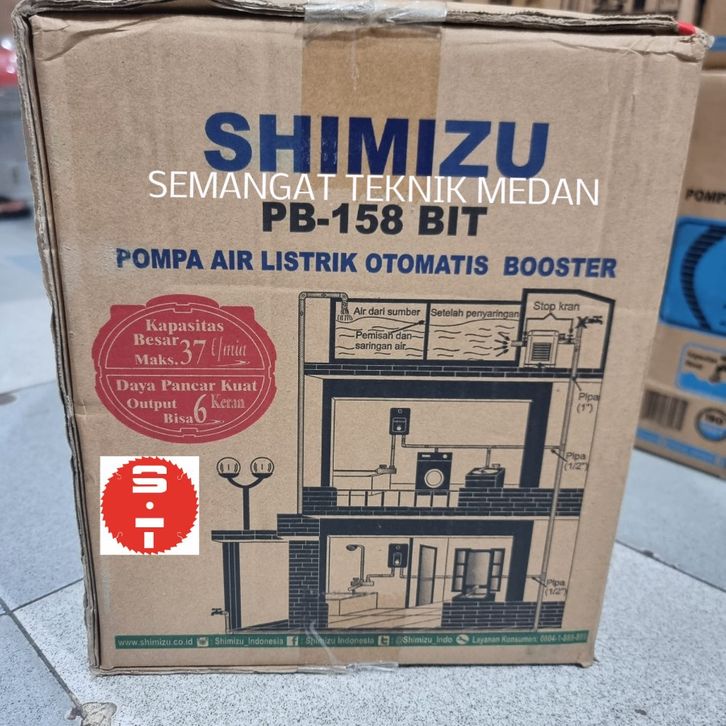 SHIMIZU
SEMANGAT TEKNIK MEDAN
PB-158 BIT
POMPA AIR LISTRIK OTOMATIS BOOSTER
Kapasitas
Besar
Maks. 37 ℓ/min
Daya Pancar Kuat
Output
Bisa 6 Keran
Air dari sumber
Setelah penyaringan
Stop kran
Pemisah dan
saringan air.
Pipa
(1")
Pipa
(1/2")
Pipa
(1/2")
S.T
www.shimizu.co.id : Shimizu_Indonesia : Shimizu Indonesia : @Shimizu_Indo Layanan Konsumen:
POMP